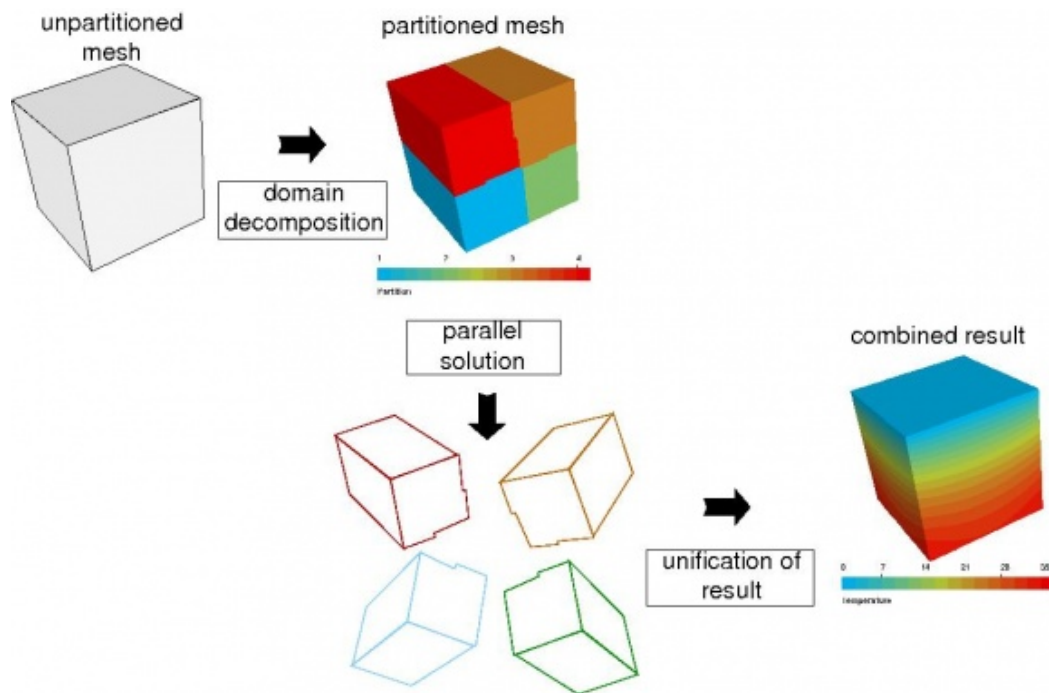 unpartitioned
mesh
partitioned mesh
domain
decomposition
1 2 3 4
Partition
parallel
solution
combined result
unification of
result
0 7 14 21 28 35
Temperature